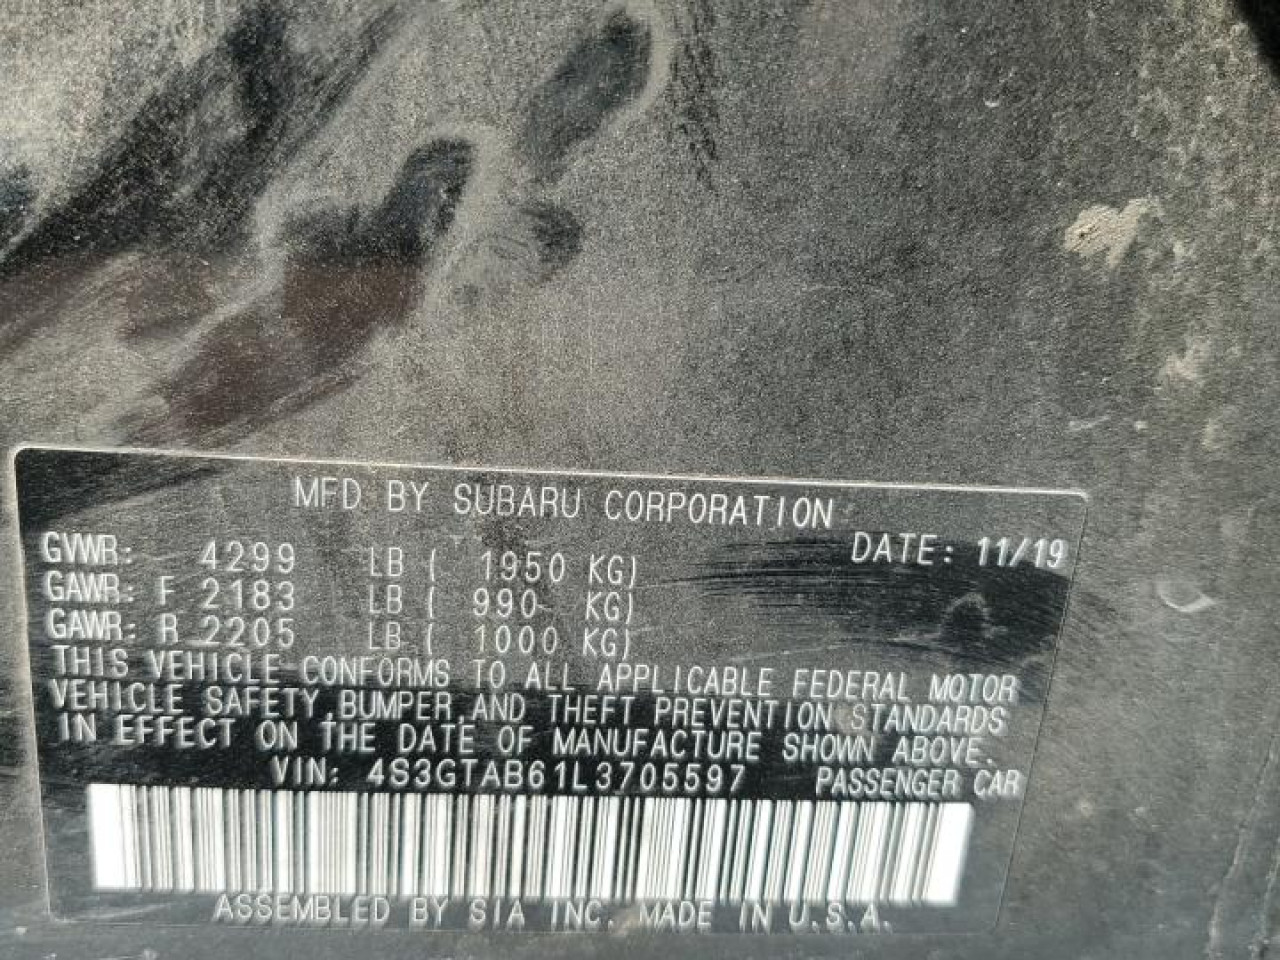 MFD BY SUBARU CORPORATION
GVWR: 4299 LB ( 1950 KG) DATE: 11/19
GAWR: F 2183 LB ( 990 KG)
GAWR: R 2205 LB ( 1000 KG)
THIS VEHICLE CONFORMS TO ALL APPLICABLE FEDERAL MOTOR
VEHICLE SAFETY, BUMPER, AND THEFT PREVENTION STANDARDS
IN EFFECT ON THE DATE OF MANUFACTURE SHOWN ABOVE.
VIN: 4S3GTAB61L3705597 PASSENGER CAR
ASSEMBLED BY SIA INC. MADE IN U.S.A.